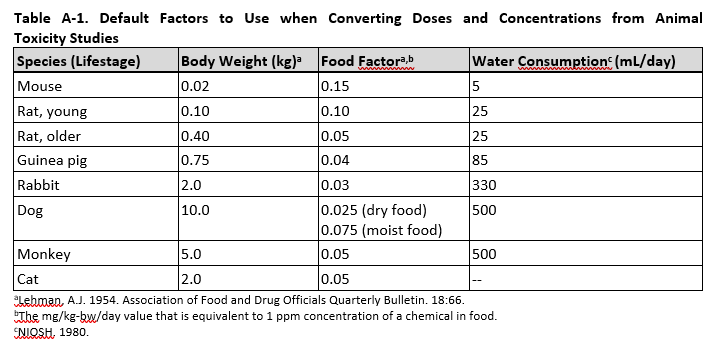 Table A-1. Default Factors to Use when Converting Doses and Concentrations from Animal
Toxicity Studies
Species (Lifestage) Body Weight (kg)ᵃ Food Factorᵃ,ᵇ Water Consumptionᶜ (mL/day)
Mouse 0.02 0.15 5
Rat, young 0.10 0.10 25
Rat, older 0.40 0.05 25
Guinea pig 0.75 0.04 85
Rabbit 2.0 0.03 330
Dog 10.0 0.025 (dry food) 500
0.075 (moist food)
Monkey 5.0 0.05 500
Cat 2.0 0.05 --
ᵃLehman, A.J. 1954. Association of Food and Drug Officials Quarterly Bulletin. 18:66.
ᵇThe mg/kg-bw/day value that is equivalent to 1 ppm concentration of a chemical in food.
ᶜNIOSH, 1980.